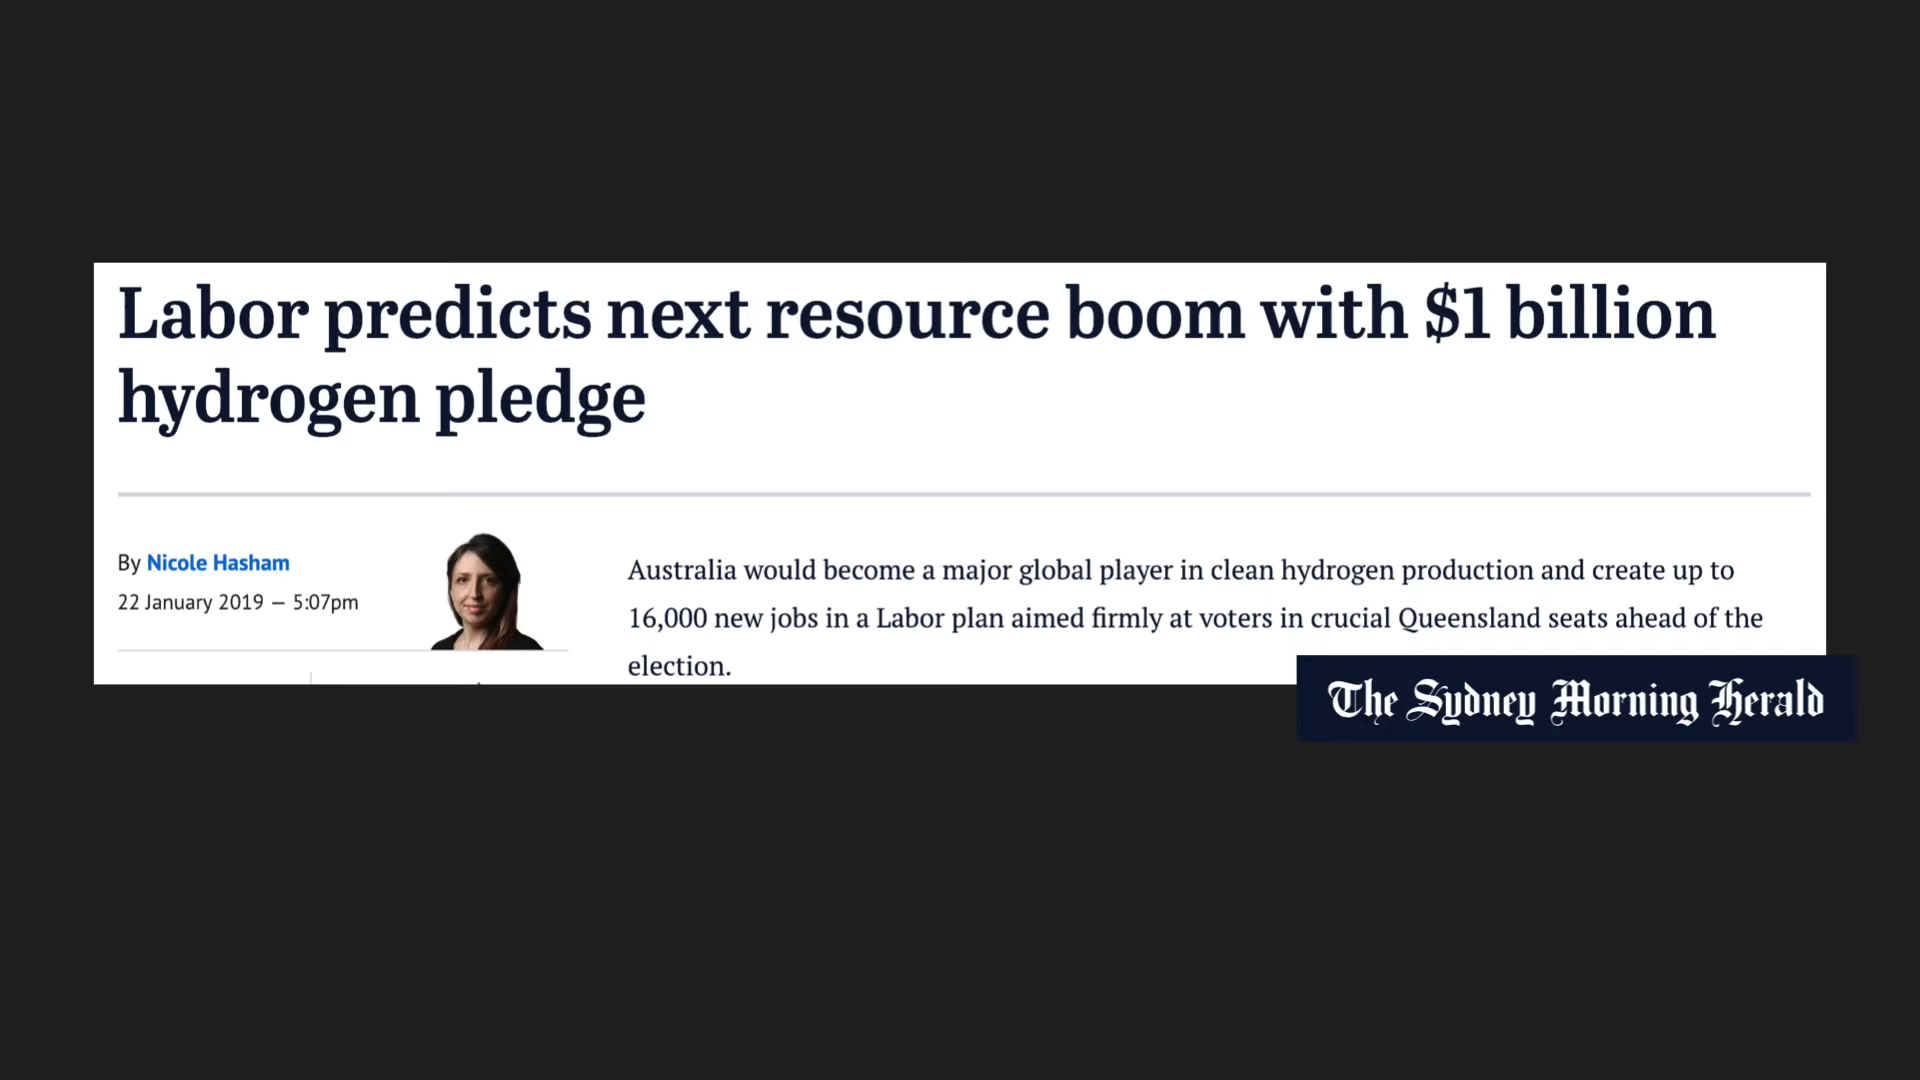 Labor predicts next resource boom with $1 billion
hydrogen pledge
By Nicole Hasham
22 January 2019 — 5:07pm
Australia would become a major global player in clean hydrogen production and create up to
16,000 new jobs in a Labor plan aimed firmly at voters in crucial Queensland seats ahead of the
election.
The Sydney Morning Herald